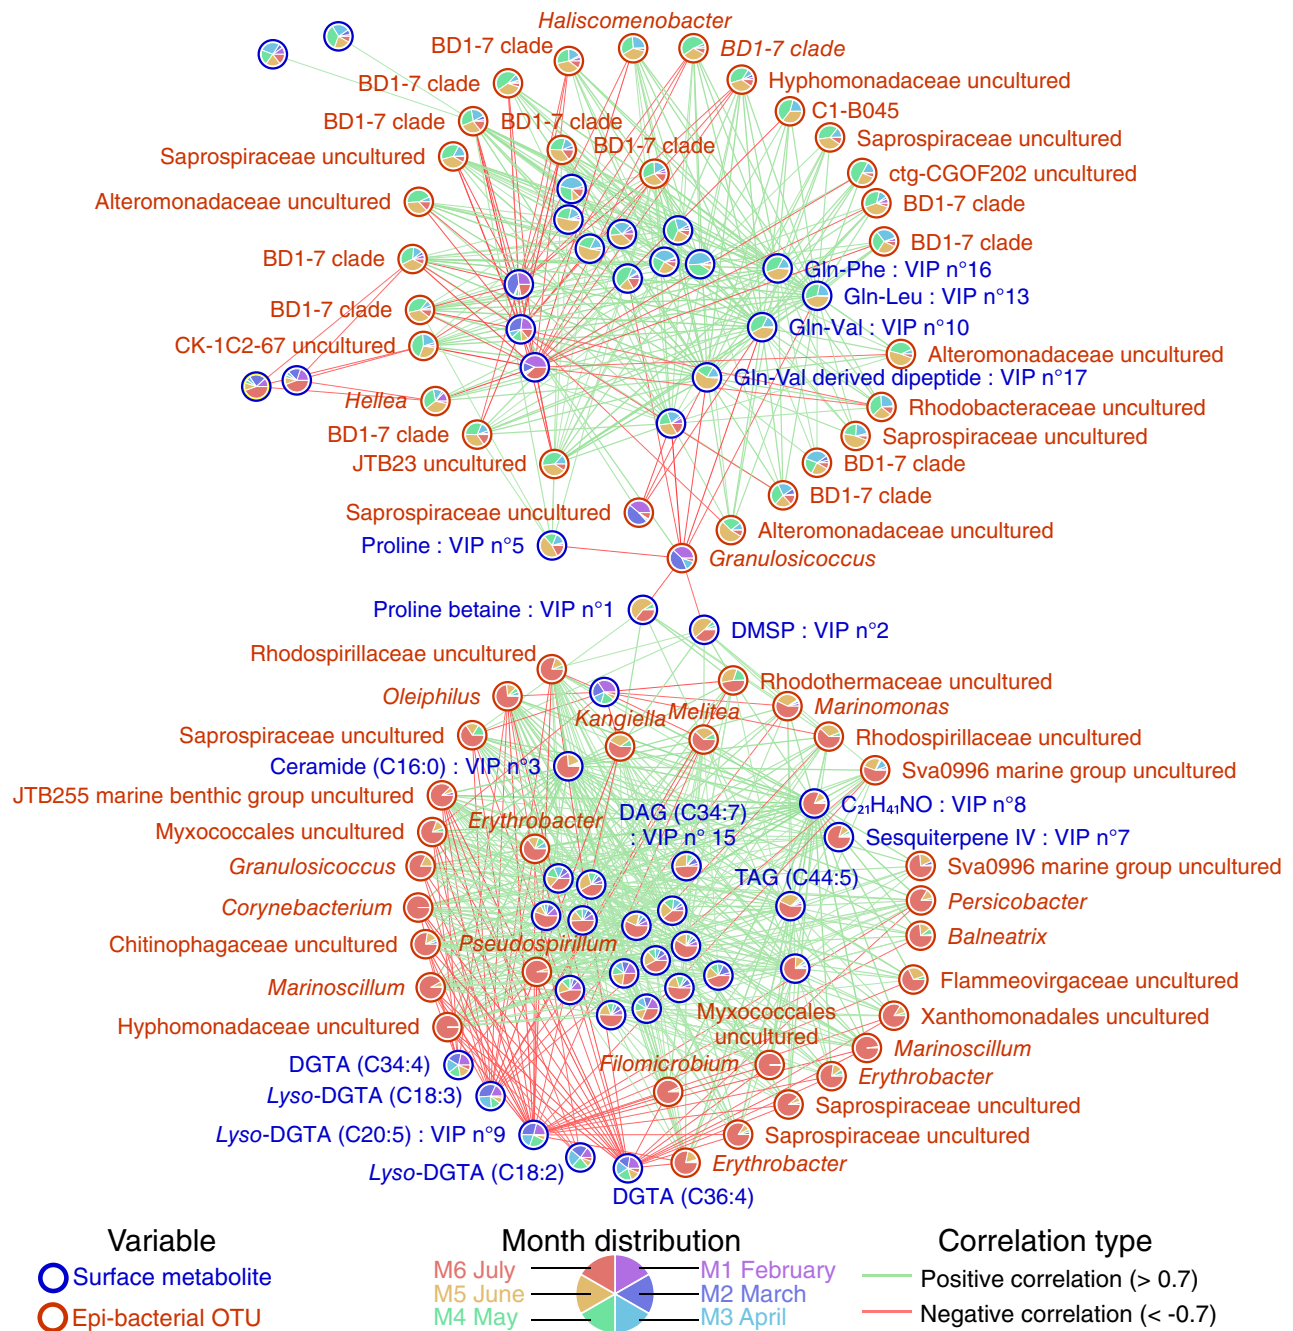 Haliscomenobacter
BD1-7 clade
BD1-7 clade
BD1-7 clade
Hyphomonadaceae uncultured
C1-B045
BD1-7 clade
BD1-7 clade
Saprospiraceae uncultured
BD1-7 clade
Saprospiraceae uncultured
ctg-CGOF202 uncultured
Alteromonadaceae uncultured
BD1-7 clade
BD1-7 clade
BD1-7 clade
Gln-Phe : VIP n°16
Gln-Leu : VIP n°13
BD1-7 clade
Gln-Val : VIP n°10
CK-1C2-67 uncultured
Alteromonadaceae uncultured
Gln-Val derived dipeptide : VIP n°17
Hellea
Rhodobacteraceae uncultured
BD1-7 clade
Saprospiraceae uncultured
JTB23 uncultured
BD1-7 clade
BD1-7 clade
Saprospiraceae uncultured
Alteromonadaceae uncultured
Proline : VIP n°5
Granulosicoccus
Proline betaine : VIP n°1
DMSP : VIP n°2
Rhodospirillaceae uncultured
Rhodothermaceae uncultured
Oleiphilus
Marinomonas
Kangiella
Melitea
Saprospiraceae uncultured
Rhodospirillaceae uncultured
Ceramide (C16:0) : VIP n°3
Sva0996 marine group uncultured
JTB255 marine benthic group uncultured
C₂₁H₄₁NO : VIP n°8
DAG (C34:7)
: VIP n° 15
Erythrobacter
Myxococcales uncultured
Sesquiterpene IV : VIP n°7
Granulosicoccus
Sva0996 marine group uncultured
TAG (C44:5)
Corynebacterium
Persicobacter
Chitinophagaceae uncultured
Pseudospirillum
Balneatrix
Marinoscillum
Flammeovirgaceae uncultured
Myxococcales
uncultured
Xanthomonadales uncultured
Hyphomonadaceae uncultured
Marinoscillum
DGTA (C34:4)
Filomicrobium
Erythrobacter
Lyso-DGTA (C18:3)
Saprospiraceae uncultured
Lyso-DGTA (C20:5) : VIP n°9
Saprospiraceae uncultured
Lyso-DGTA (C18:2)
Erythrobacter
DGTA (C36:4)
Variable
Surface metabolite
Epi-bacterial OTU
Month distribution
M6 July
M5 June
M4 May
M1 February
M2 March
M3 April
Correlation type
Positive correlation (> 0.7)
Negative correlation (< -0.7)